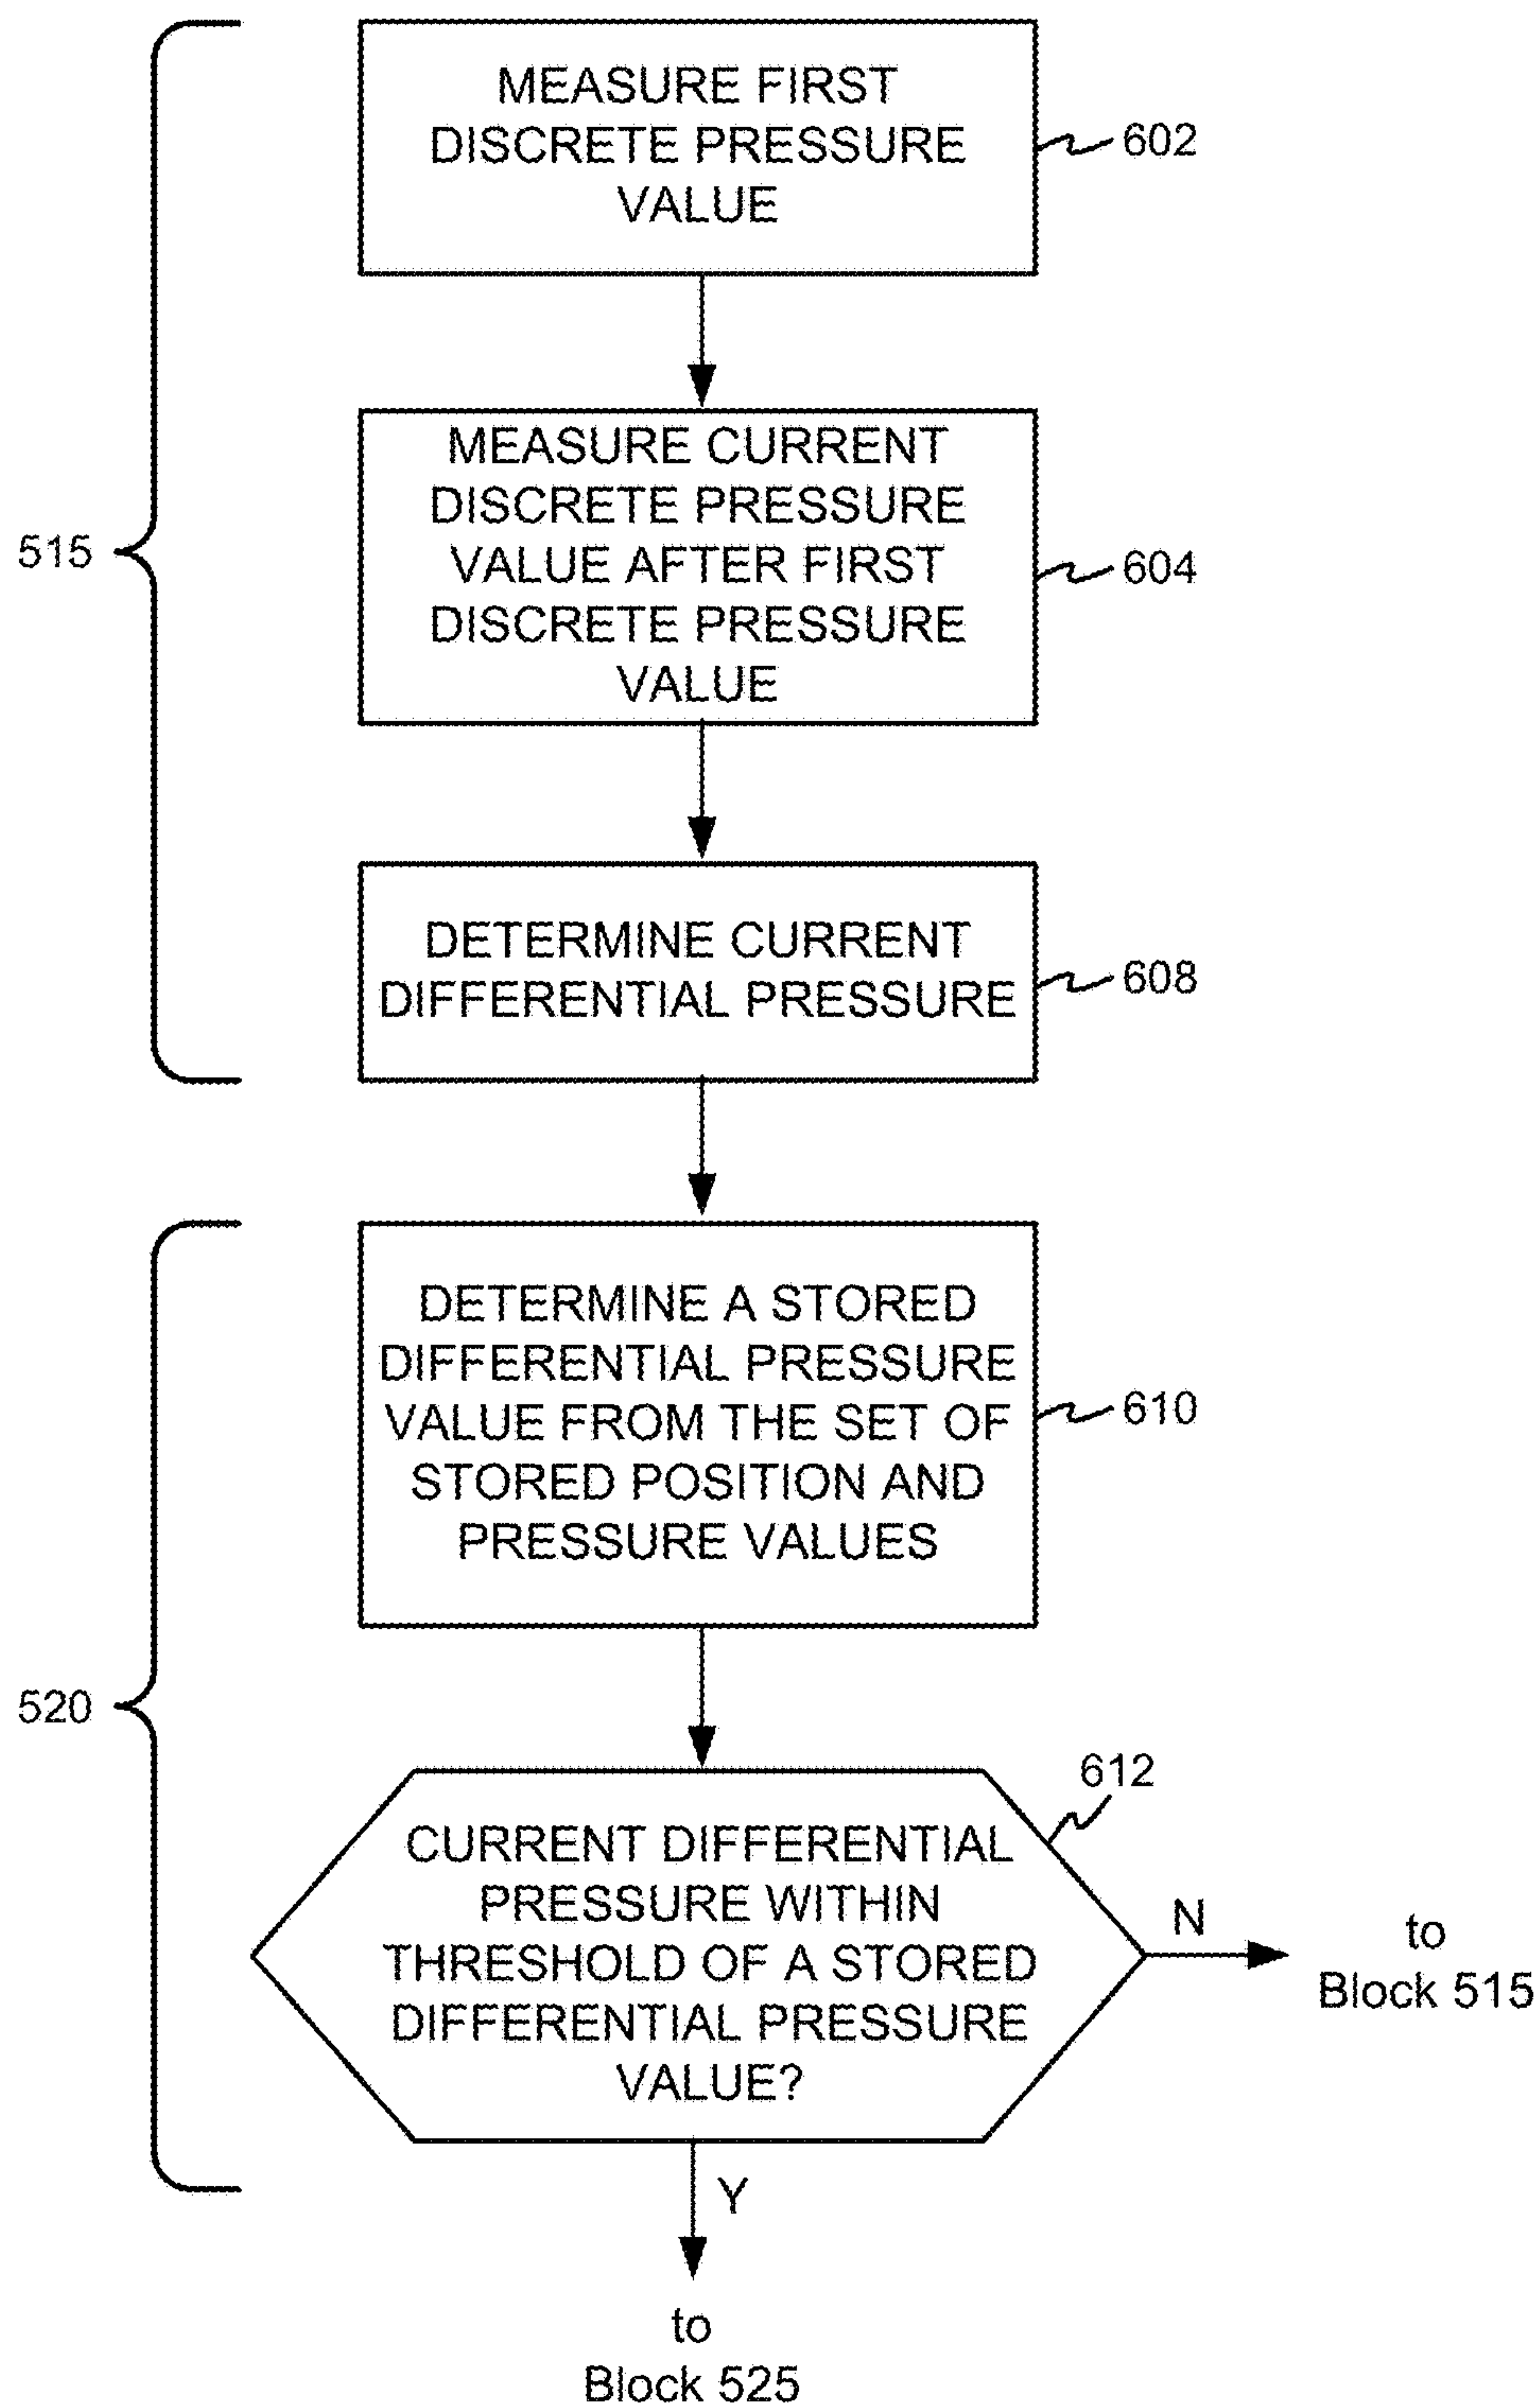 MEASURE FIRST
DISCRETE PRESSURE
VALUE
602
MEASURE CURRENT
DISCRETE PRESSURE
VALUE AFTER FIRST
DISCRETE PRESSURE
VALUE
604
515
DETERMINE CURRENT
DIFFERENTIAL PRESSURE
608
DETERMINE A STORED
DIFFERENTIAL PRESSURE
VALUE FROM THE SET OF
STORED POSITION AND
PRESSURE VALUES
610
520
612
CURRENT DIFFERENTIAL
PRESSURE WITHIN
THRESHOLD OF A STORED
DIFFERENTIAL PRESSURE
VALUE?
N
to
Block 515
Y
to
Block 525